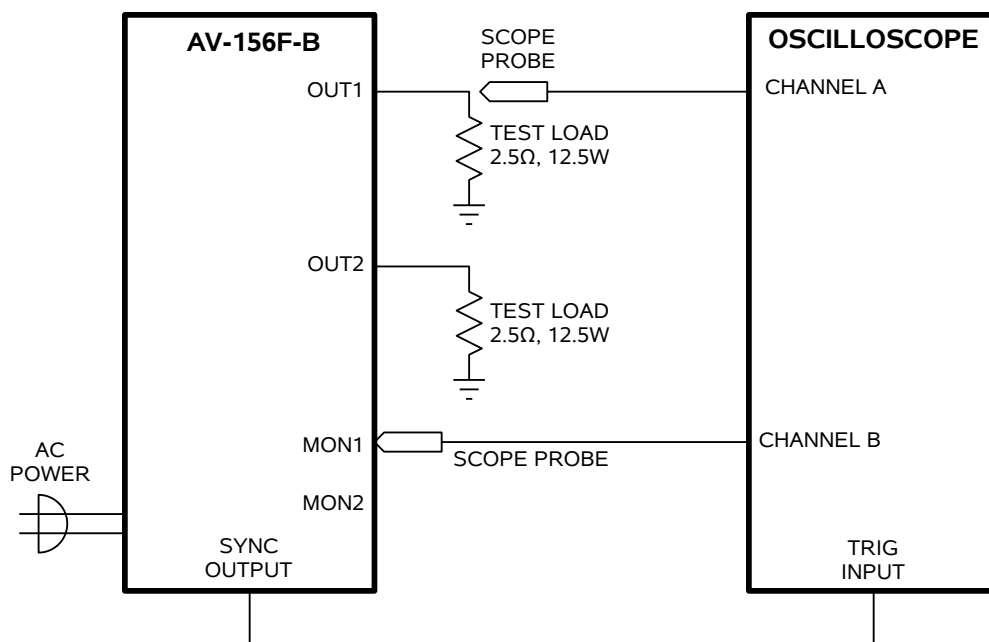 AV-156F-B
OSCILLOSCOPE
SCOPE
PROBE
OUT1
CHANNEL A
TEST LOAD
2.5Ω, 12.5W
OUT2
TEST LOAD
2.5Ω, 12.5W
MON1
CHANNEL B
SCOPE PROBE
AC
POWER
MON2
SYNC
OUTPUT
TRIG
INPUT